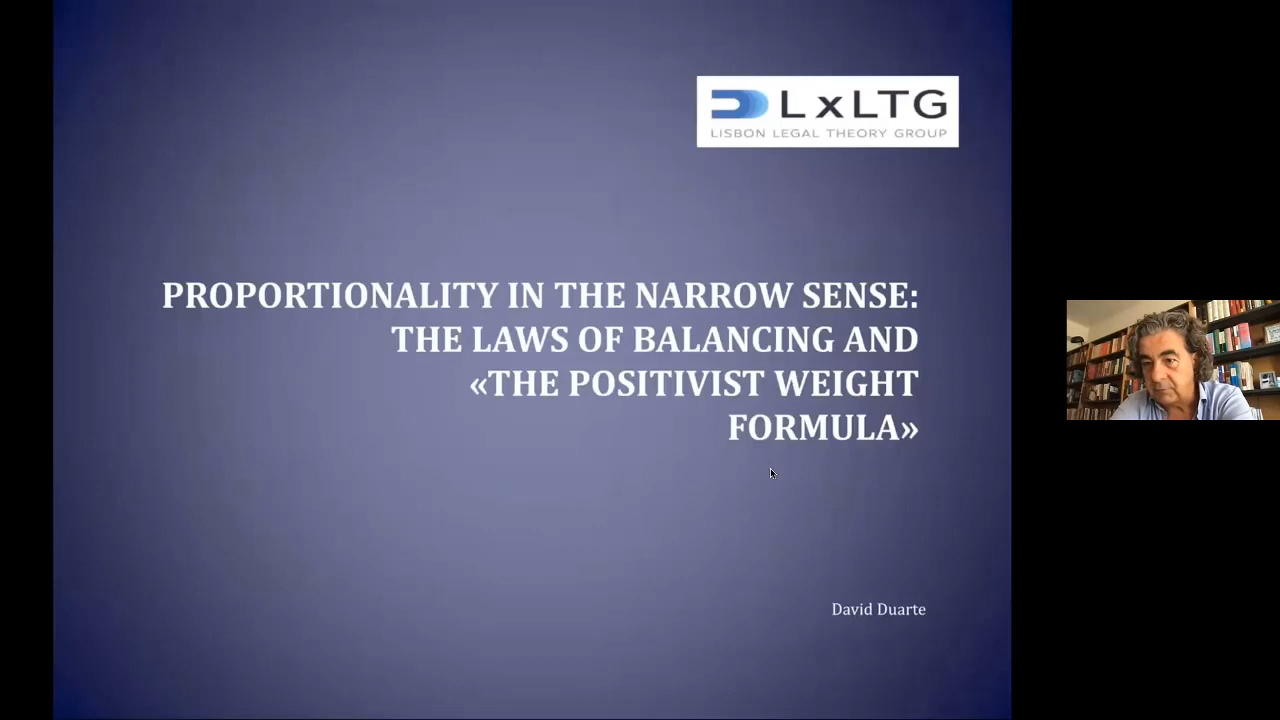 LxLTG
LISBON LEGAL THEORY GROUP
PROPORTIONALITY IN THE NARROW SENSE:
THE LAWS OF BALANCING AND
«THE POSITIVIST WEIGHT
FORMULA»
David Duarte